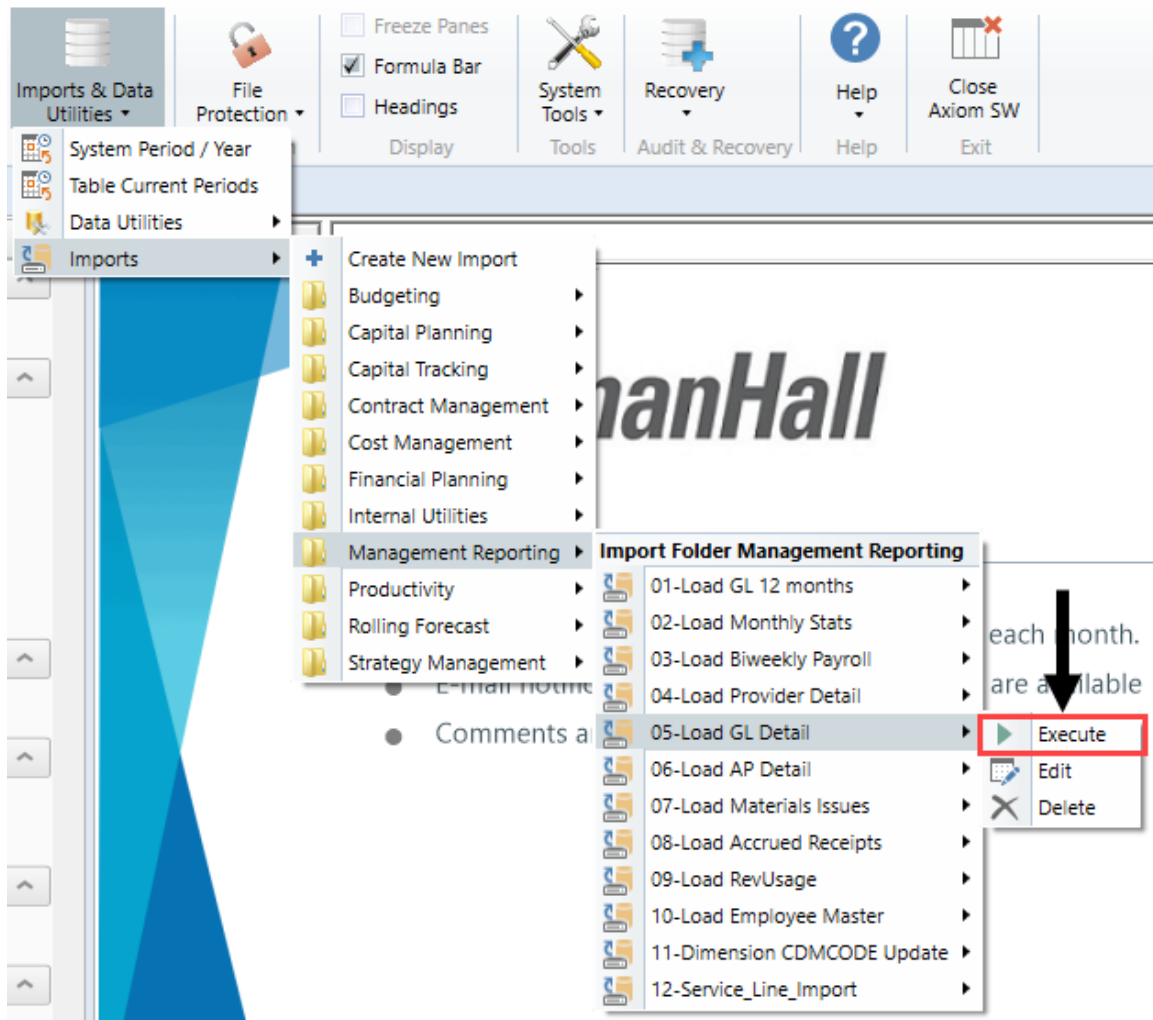 Imports & Data
Utilities
File
Protection
Freeze Panes
Formula Bar
Headings
Display
System
Tools
Tools
Recovery
Audit & Recovery
Help
Help
Close
Axiom SW
Exit
System Period / Year
Table Current Periods
Data Utilities
Imports
Create New Import
Budgeting
Capital Planning
Capital Tracking
Contract Management
Cost Management
Financial Planning
Internal Utilities
Management Reporting
Productivity
Rolling Forecast
Strategy Management
manHall
Import Folder Management Reporting
01-Load GL 12 months
02-Load Monthly Stats
03-Load Biweekly Payroll
04-Load Provider Detail
05-Load GL Detail
06-Load AP Detail
07-Load Materials Issues
08-Load Accrued Receipts
09-Load RevUsage
10-Load Employee Master
11-Dimension CDMCODE Update
12-Service_Line_Import
Execute
Edit
Delete
each month.
E-mail
are available
Comments